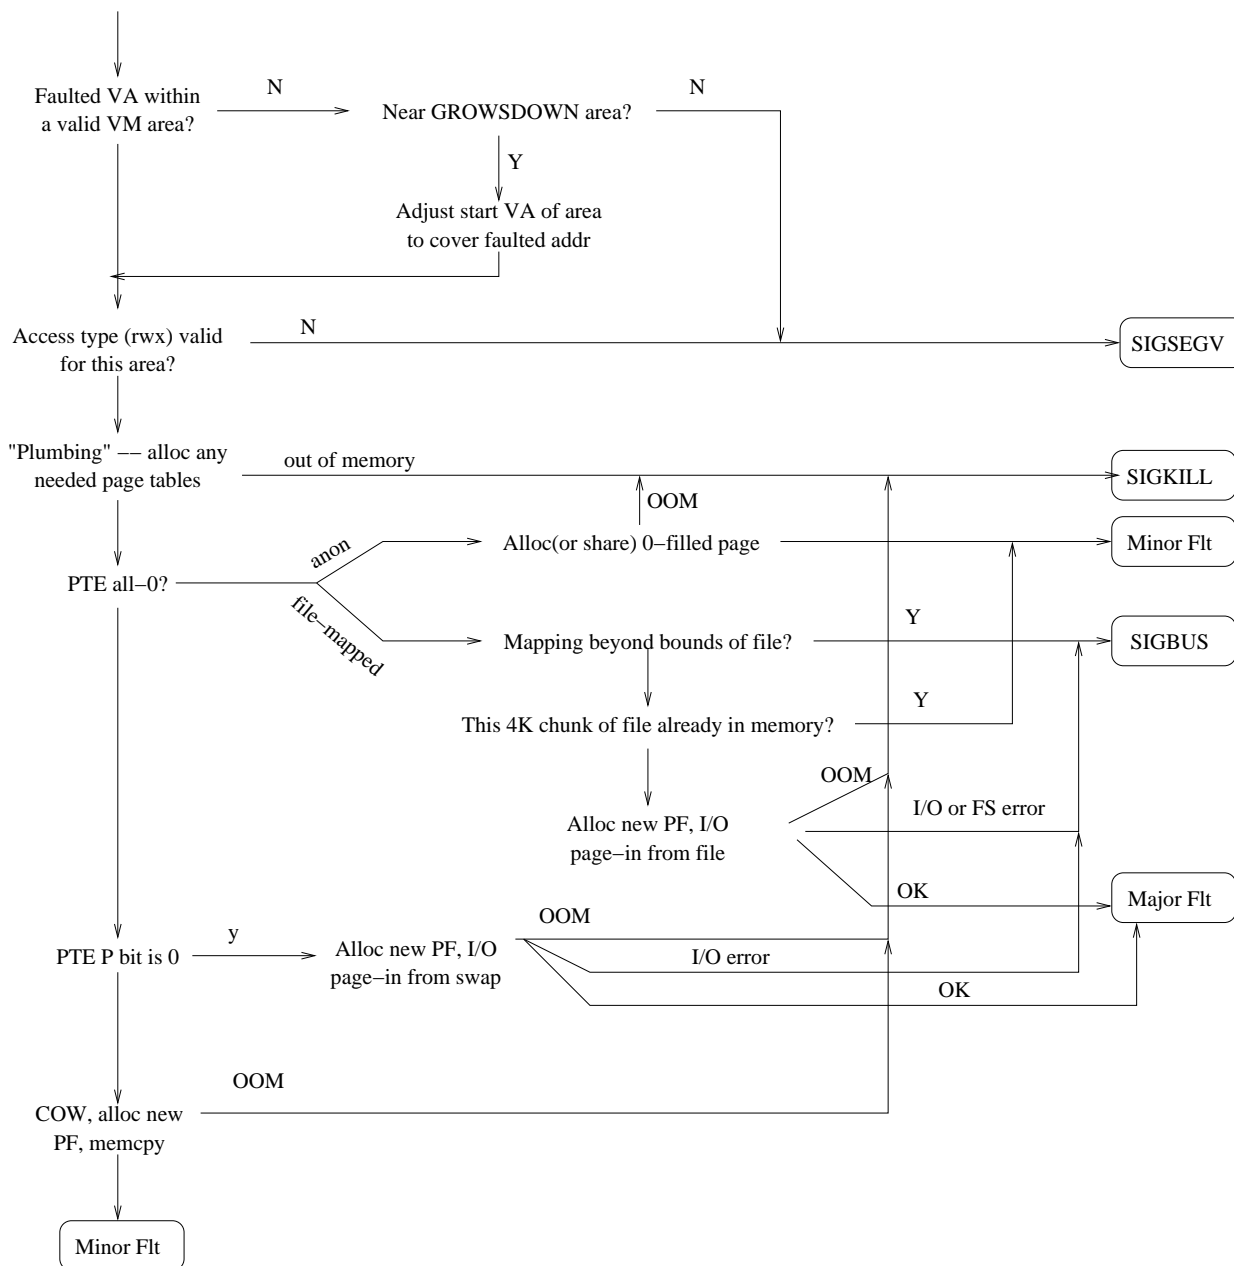 Faulted VA within
a valid VM area?
N
Near GROWSDOWN area?
N
Y
Adjust start VA of area
to cover faulted addr
Access type (rwx) valid
for this area?
N
SIGSEGV
"Plumbing" −− alloc any
needed page tables
out of memory
SIGKILL
OOM
anon
Alloc(or share) 0−filled page
Minor Flt
PTE all−0?
file−mapped
Mapping beyond bounds of file?
Y
SIGBUS
This 4K chunk of file already in memory?
Y
OOM
Alloc new PF, I/O
page−in from file
I/O or FS error
OK
Major Flt
PTE P bit is 0
y
Alloc new PF, I/O
page−in from swap
OOM
I/O error
OK
COW, alloc new
PF, memcpy
OOM
Minor Flt